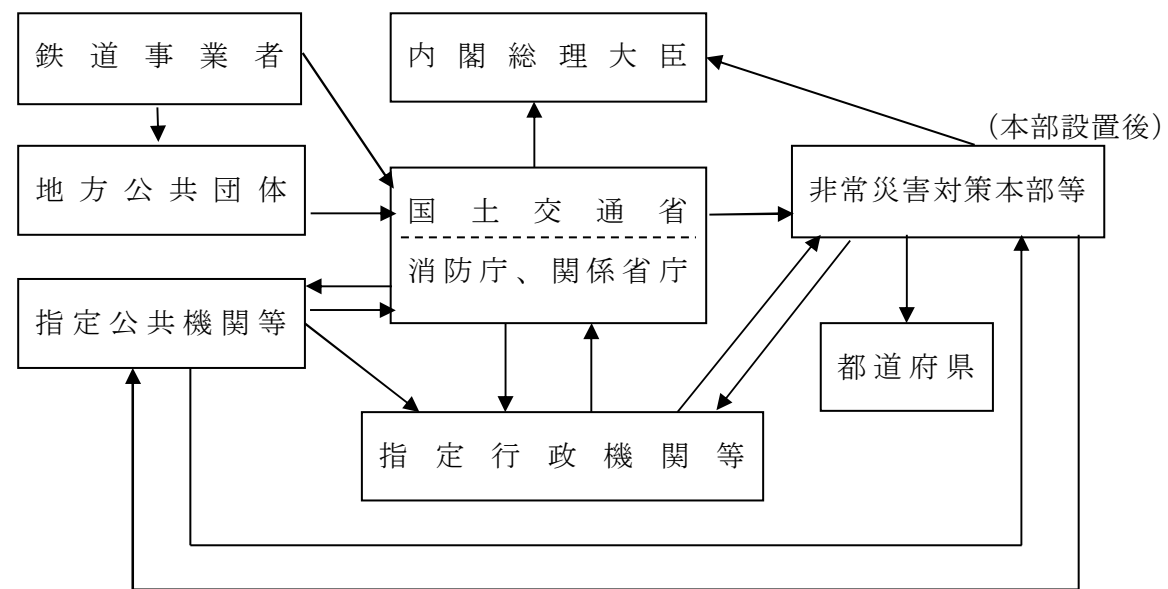 鉄道事業者
内閣総理大臣
(本部設置後)
地方公共団体
国土交通省
消防庁、関係省庁
非常災害対策本部等
指定公共機関等
都道府県
指定行政機関等